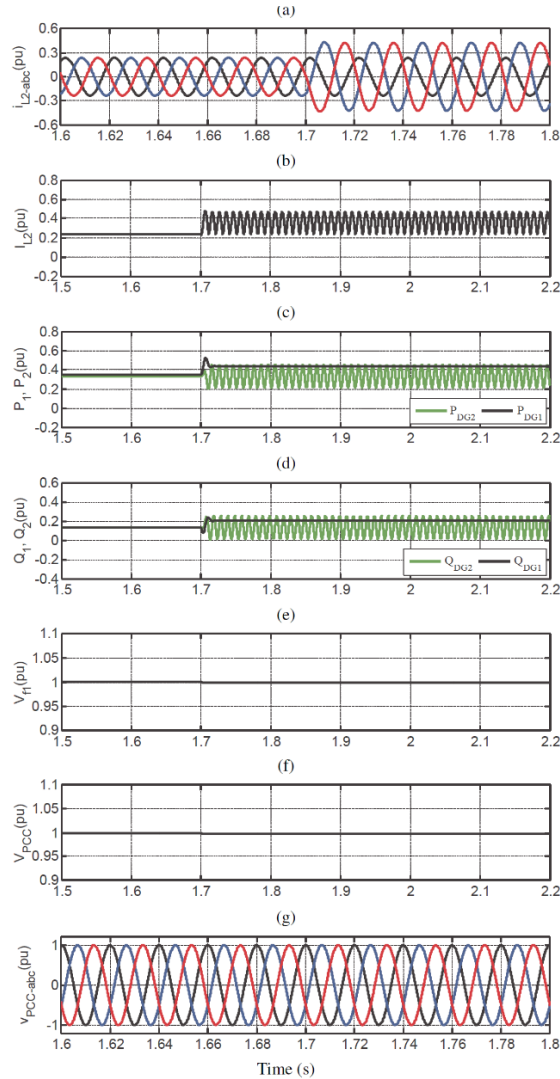 (a)
i_L2-abc(pu)
0.6
0.3
0
-0.3
-0.6
1.6 1.62 1.64 1.66 1.68 1.7 1.72 1.74 1.76 1.78 1.8
(b)
I_L2(pu)
0.8
0.6
0.4
0.2
0
-0.2
1.5 1.6 1.7 1.8 1.9 2 2.1 2.2
(c)
P_1, P_2(pu)
0.8
0.6
0.4
0.2
0
-0.2
P_DG2 P_DG1
1.5 1.6 1.7 1.8 1.9 2 2.1 2.2
(d)
Q_1, Q_2(pu)
0.6
0.4
0.2
0
-0.2
-0.4
Q_DG2 Q_DG1
1.5 1.6 1.7 1.8 1.9 2 2.1 2.2
(e)
V_f1(pu)
1.1
1.05
1
0.95
0.9
1.5 1.6 1.7 1.8 1.9 2 2.1 2.2
(f)
V_PCC(pu)
1.1
1.05
1
0.95
0.9
1.5 1.6 1.7 1.8 1.9 2 2.1 2.2
(g)
v_PCC-abc(pu)
1
0
-1
1.6 1.62 1.64 1.66 1.68 1.7 1.72 1.74 1.76 1.78 1.8
Time (s)